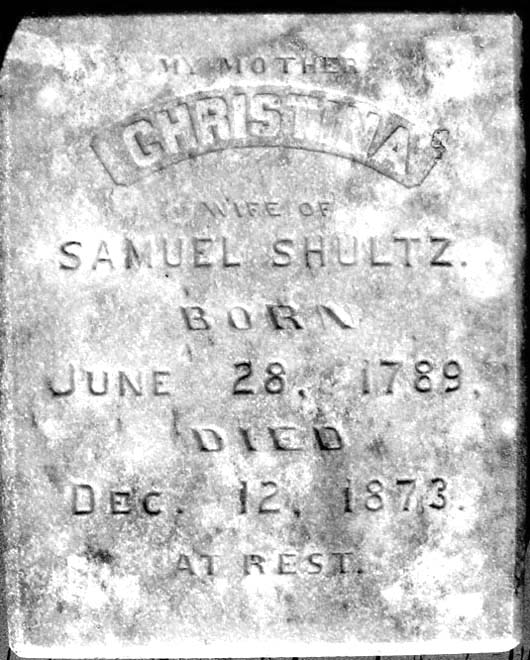 MY MOTHER
CHRISTINA
WIFE OF
SAMUEL SHULTZ.
BORN
JUNE 28, 1789,
DIED
DEC. 12, 1873.
AT REST.